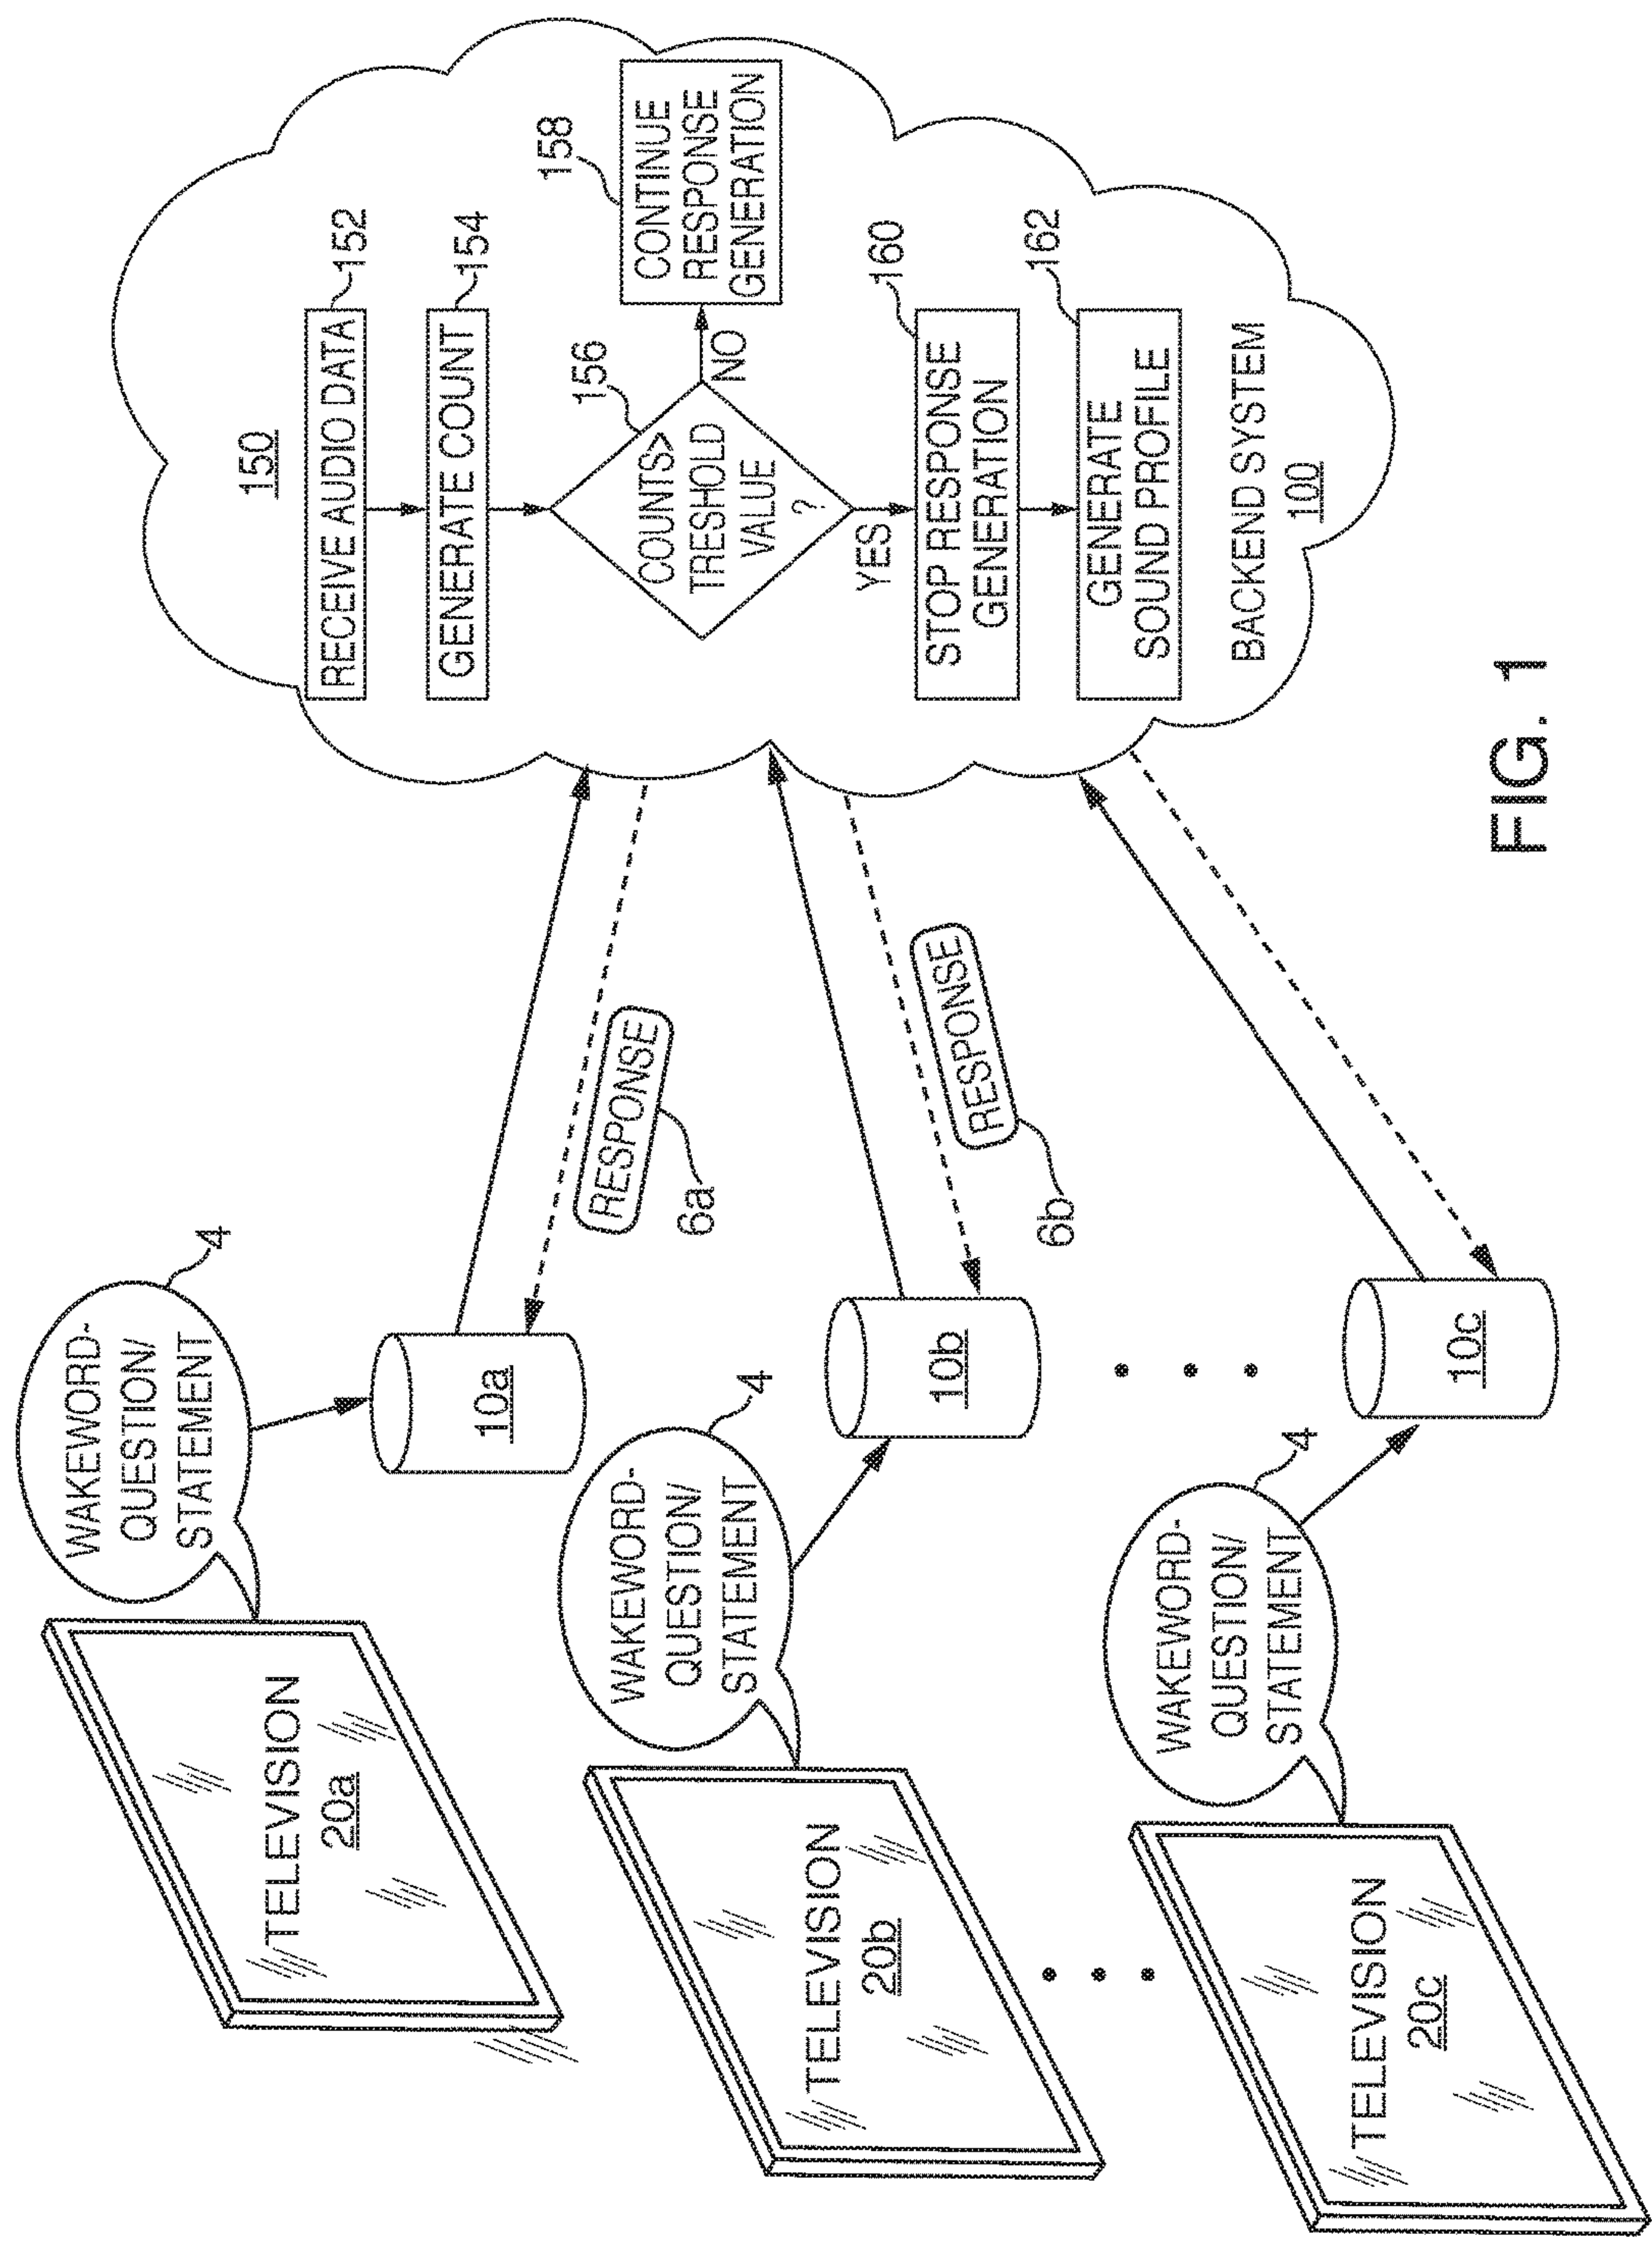 WAKEWORD-
QUESTION/
STATEMENT
4
TELEVISION
20a
10a
RESPONSE
6a
WAKEWORD-
QUESTION/
STATEMENT
4
TELEVISION
20b
10b
RESPONSE
6b
WAKEWORD-
QUESTION/
STATEMENT
4
TELEVISION
20c
10c
150
RECEIVE AUDIO DATA
152
GENERATE COUNT
154
COUNTS>
TRESHOLD
VALUE
?
156
NO
CONTINUE
RESPONSE
GENERATION
158
YES
STOP RESPONSE
GENERATION
160
GENERATE
SOUND PROFILE
162
BACKEND SYSTEM
100
FIG. 1